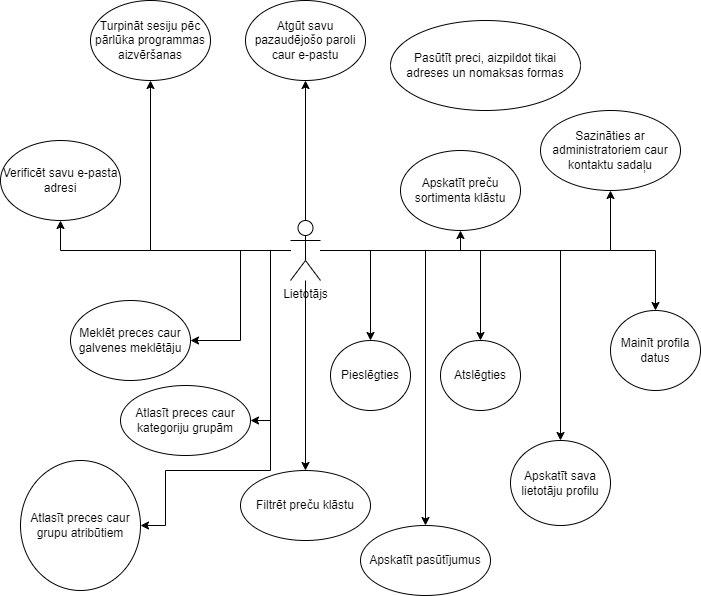 Turpināt sesiju pēc
pārlūka programmas
aizvēršanas
Atgūt savu
pazaudējošo paroli
caur e-pastu
Pasūtīt preci, aizpildot tikai
adreses un nomaksas formas
Sazināties ar
administratoriem caur
kontaktu sadaļu
Verificēt savu e-pasta
adresi
Apskatīt preču
sortimenta klāstu
Lietotājs
Meklēt preces caur
galvenes meklētāju
Pieslēgties
Atslēgties
Mainīt profila
datus
Atlasīt preces caur
kategoriju grupām
Apskatīt sava
lietotāju profilu
Filtrēt preču klāstu
Atlasīt preces caur
grupu atribūtiem
Apskatīt pasūtījumus